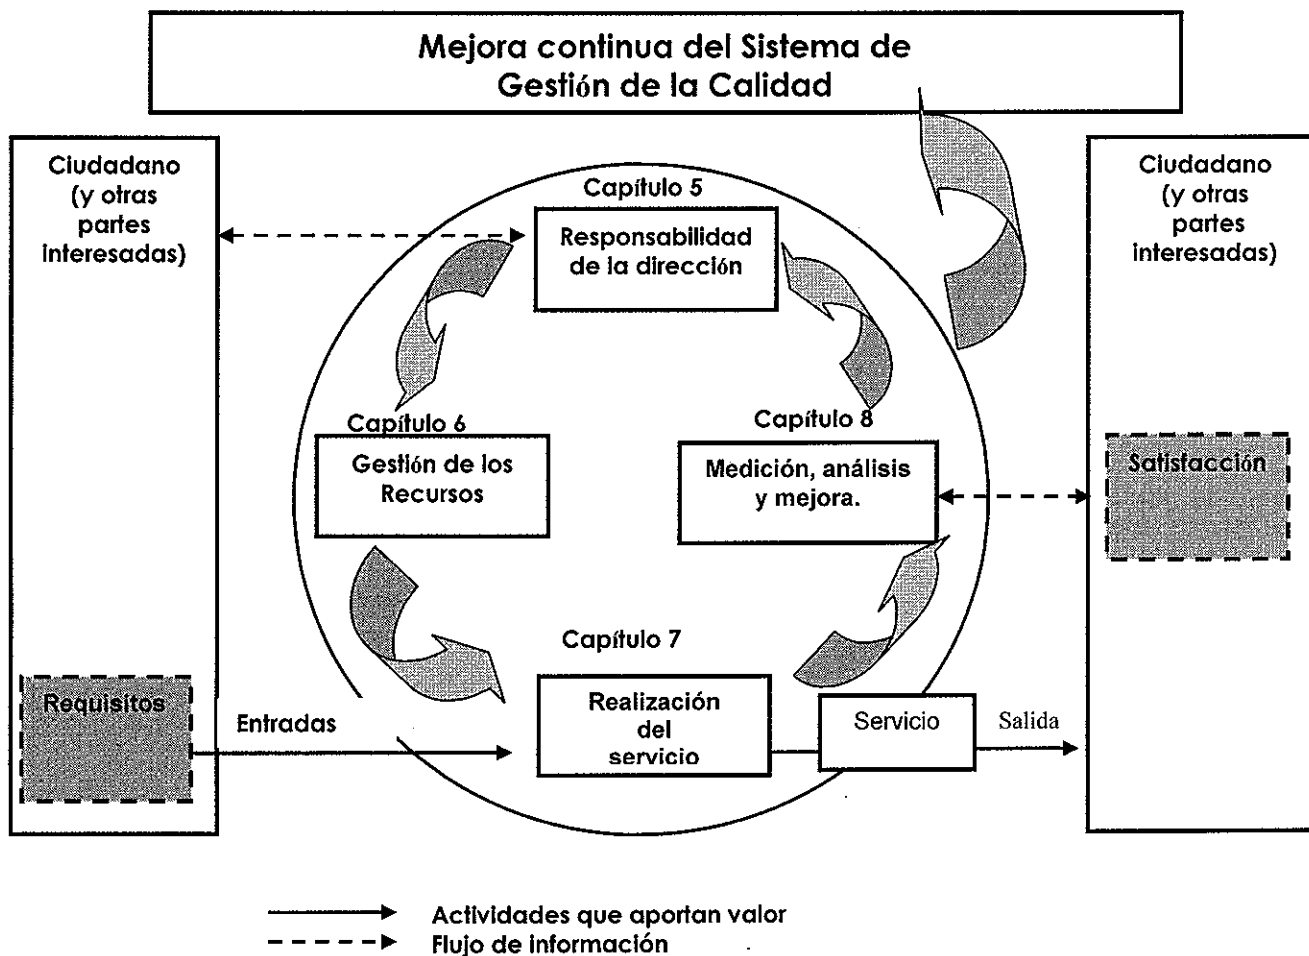 Mejora continua del Sistema de
Gestión de la Calidad
Ciudadano
(y otras
partes
interesadas)
Capítulo 5
Responsabilidad
de la dirección
Ciudadano
(y otras
partes
interesadas)
Capítulo 6
Gestión de los
Recursos
Capítulo 8
Medición, análisis
y mejora.
Satisfacción
Capítulo 7
Realización
del
servicio
Requisitos
Entradas
Servicio
Salida
Actividades que aportan valor
Flujo de información